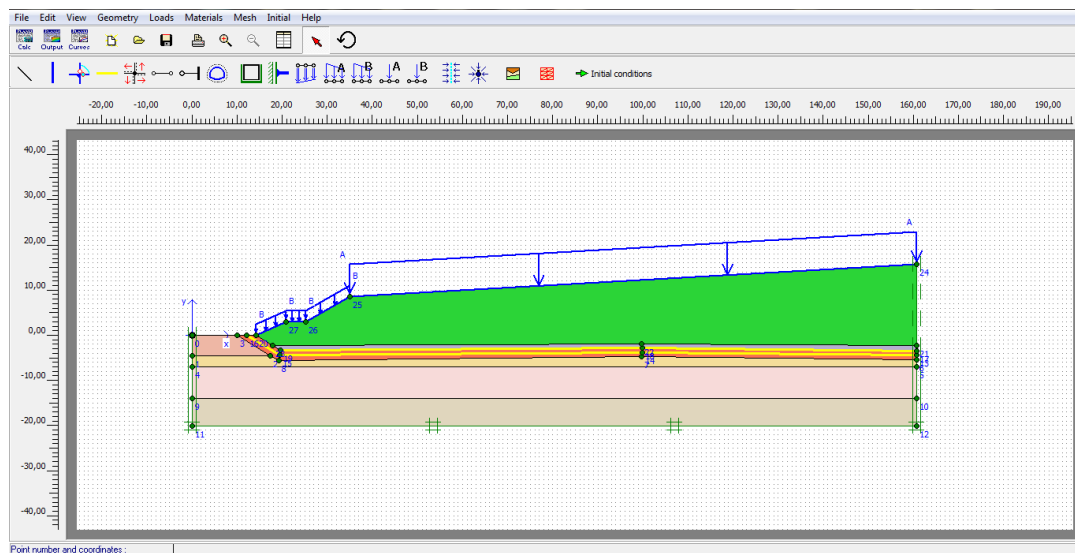 File Edit View Geometry Loads Materials Mesh Initial Help
Calc Output Curves
A B A B Initial conditions
-20,00 -10,00 0,00 10,00 20,00 30,00 40,00 50,00 60,00 70,00 80,00 90,00 100,00 110,00 120,00 130,00 140,00 150,00 160,00 170,00 180,00 190,00
40,00
30,00
20,00
A
A
10,00
B
24
y B B 25
B
0,00
27 26
0 x 3
21
-10,00
1
4 8 7 5
9 10
-20,00
11 12
-30,00
-40,00
Point number and coordinates :